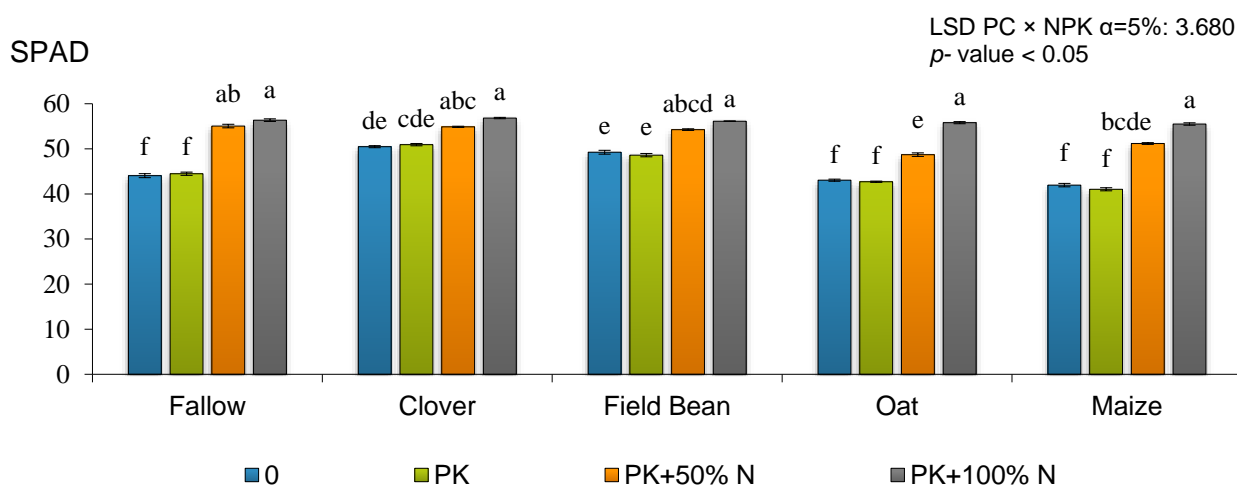 LSD PC × NPK α=5%: 3.680
p- value < 0.05
SPAD
60
50
40
30
20
10
0
f f ab a
de cde abc a
e e abcd a
f f e a
f f bcde a
Fallow Clover Field Bean Oat Maize
0 PK PK+50% N PK+100% N